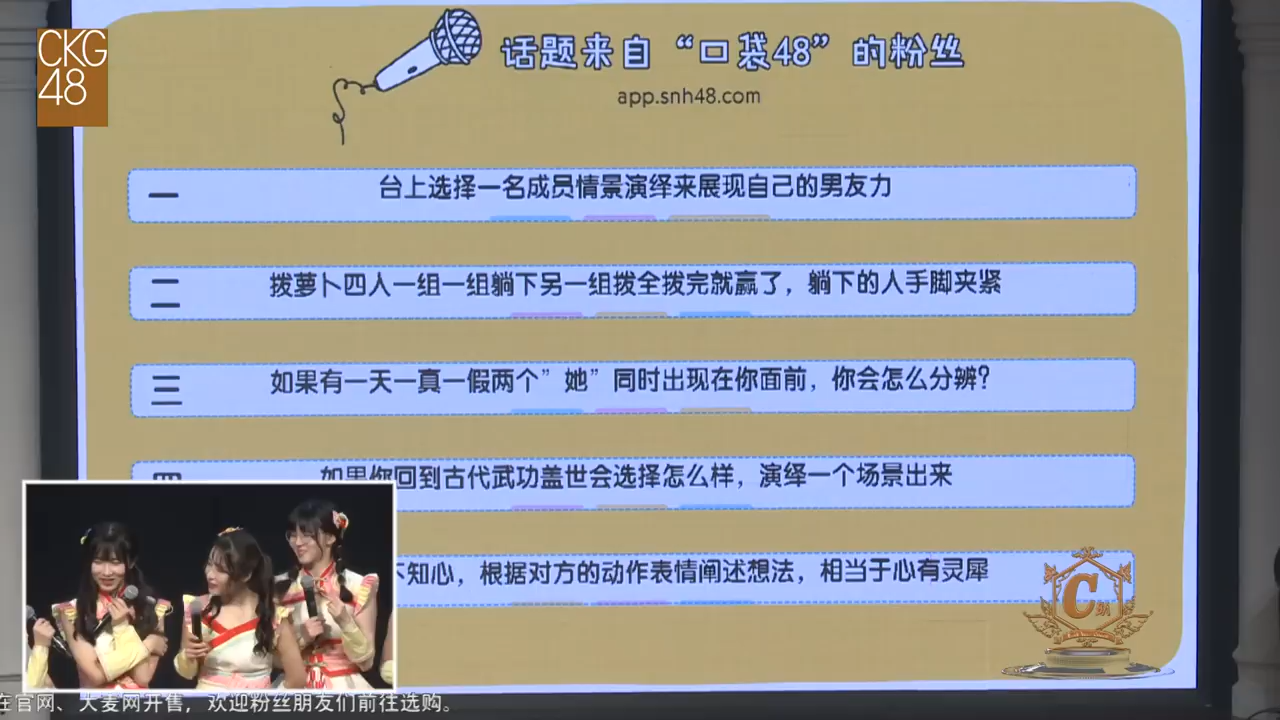 CKG
48
话题来自“口袋48”的粉丝
app.snh48.com
一 台上选择一名成员情景演绎来展现自己的男友力
二 拨萝卜四人一组一组躺下另一组拨全拨完就赢了，躺下的人手脚夹紧
三 如果有一天一真一假两个”她”同时出现在你面前，你会怎么分辨？
四 如果你回到古代武功盖世会选择怎么样，演绎一个场景出来
不知心，根据对方的动作表情阐述想法，相当于心有灵犀
C
在官网、大麦网开售，欢迎粉丝朋友们前往选购。